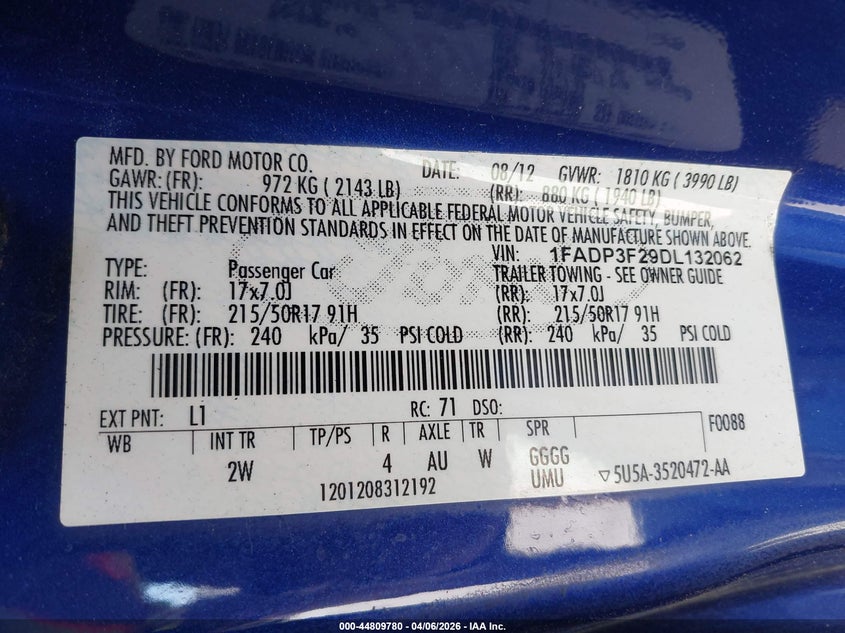 MFD. BY FORD MOTOR CO. DATE: 08/12 GVWR: 1810 KG ( 3990 LB)
GAWR: (FR): 972 KG ( 2143 LB) (RR): 880 KG ( 1940 LB)
THIS VEHICLE CONFORMS TO ALL APPLICABLE FEDERAL MOTOR VEHICLE SAFETY, BUMPER,
AND THEFT PREVENTION STANDARDS IN EFFECT ON THE DATE OF MANUFACTURE SHOWN ABOVE.
VIN: 1FADP3F29DL132062
TYPE: Passenger Car TRAILER TOWING - SEE OWNER GUIDE
RIM: (FR): 17x7.0J (RR): 17x7.0J
TIRE: (FR): 215/50R17 91H (RR): 215/50R17 91H
PRESSURE: (FR): 240 kPa/ 35 PSI COLD (RR): 240 kPa/ 35 PSI COLD
EXT PNT: L1 RC: 71 DSO:
F0088
WB INT TR TP/PS R AXLE TR SPR
2W 4 AU W GGGG
UMU ▽5U5A-3520472-AA
1201208312192
000-44809780 - 04/06/2026 - IAA Inc.